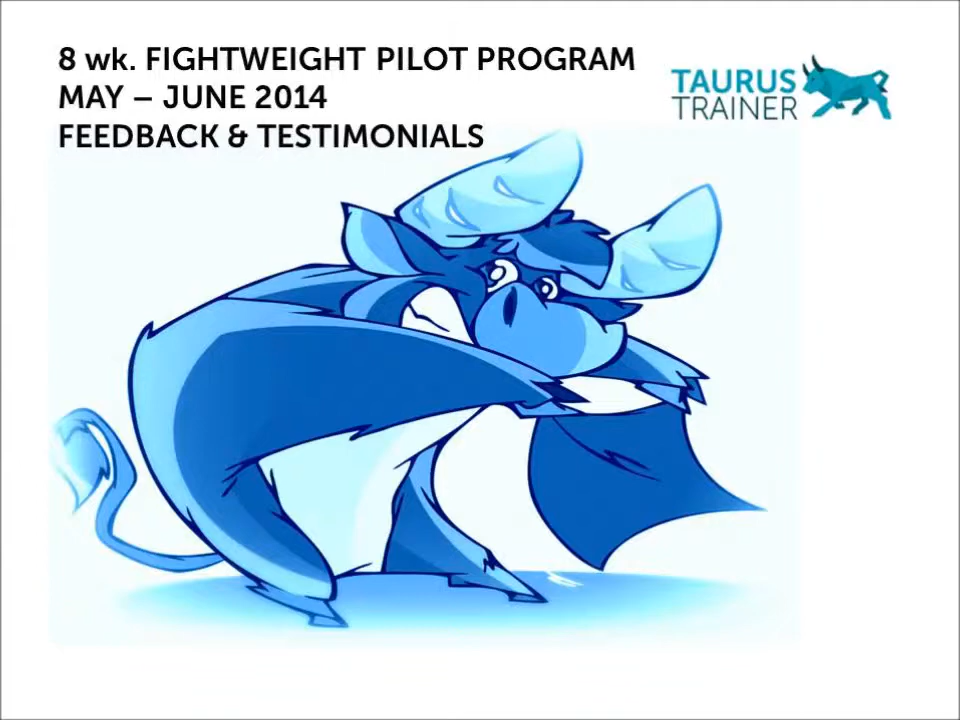 8 wk. FIGHTWEIGHT PILOT PROGRAM
MAY – JUNE 2014
FEEDBACK & TESTIMONIALS
TAURUS
TRAINER